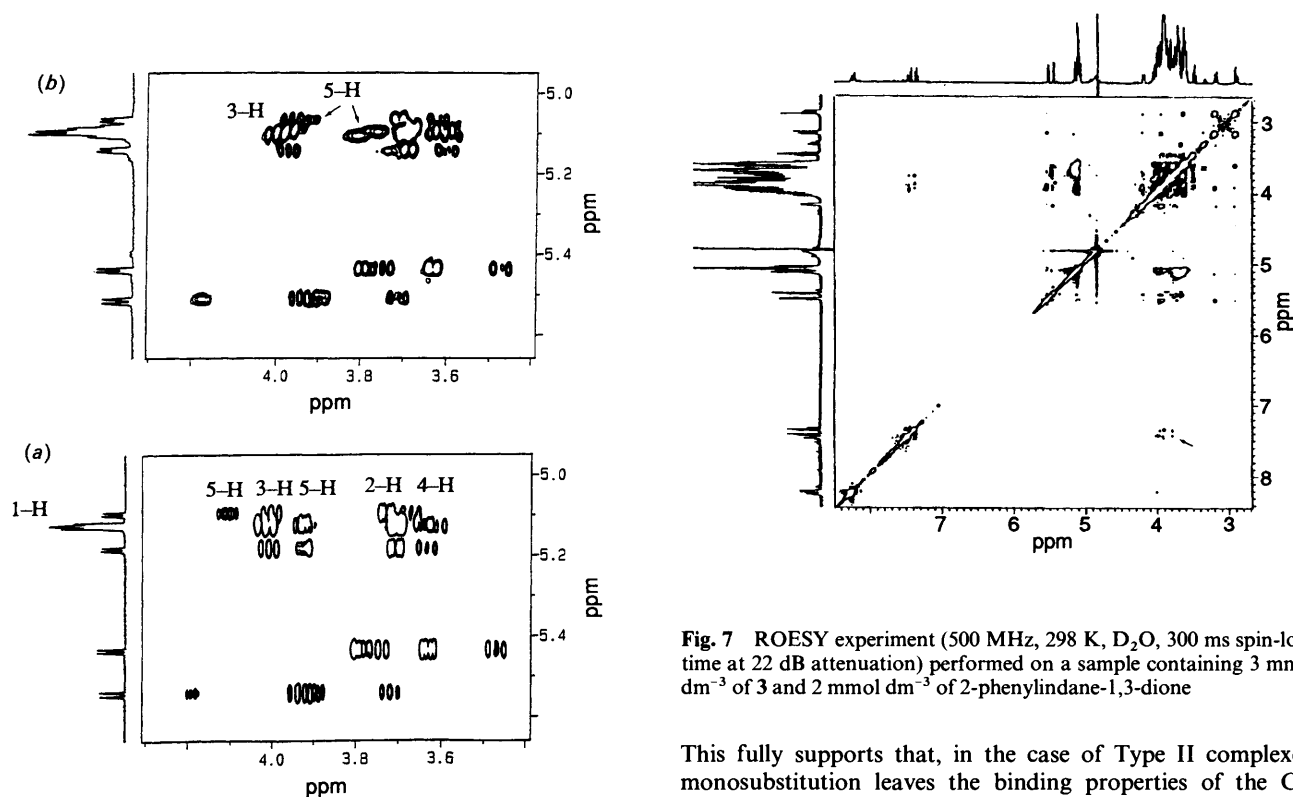 (b)
5–H
3–H
5.0
5.2
5.4
ppm
4.0 3.8 3.6
ppm
(a)
1–H
5–H 3–H 5–H 2–H 4–H
5.0
5.2
5.4
ppm
4.0 3.8 3.6
ppm
3
4
5
6
7
8
ppm
7 6 5 4 3
ppm
Fig. 7 ROESY experiment (500 MHz, 298 K, D₂O, 300 ms
time at 22 dB attenuation) performed on a sample containing 3
dm⁻³ of 3 and 2 mmol dm⁻³ of 2-phenylindane-1,3-dione
This fully supports that, in the case of Type II
monosubstitution leaves the binding properties of the